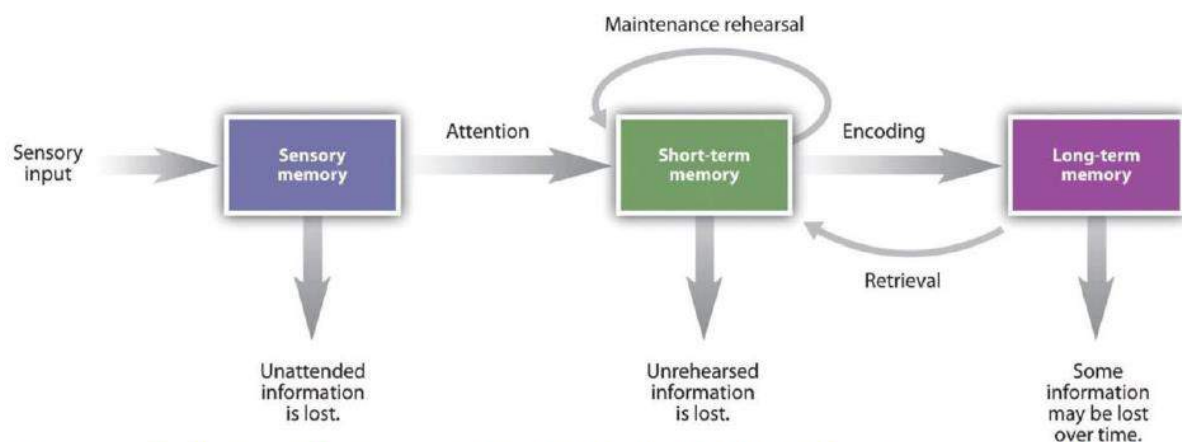 Maintenance rehearsal
Sensory
input
Sensory
memory
Attention
Short-term
memory
Encoding
Long-term
memory
Retrieval
Unattended
information
is lost.
Unrehearsed
information
is lost.
Some
information
may be lost
over time.